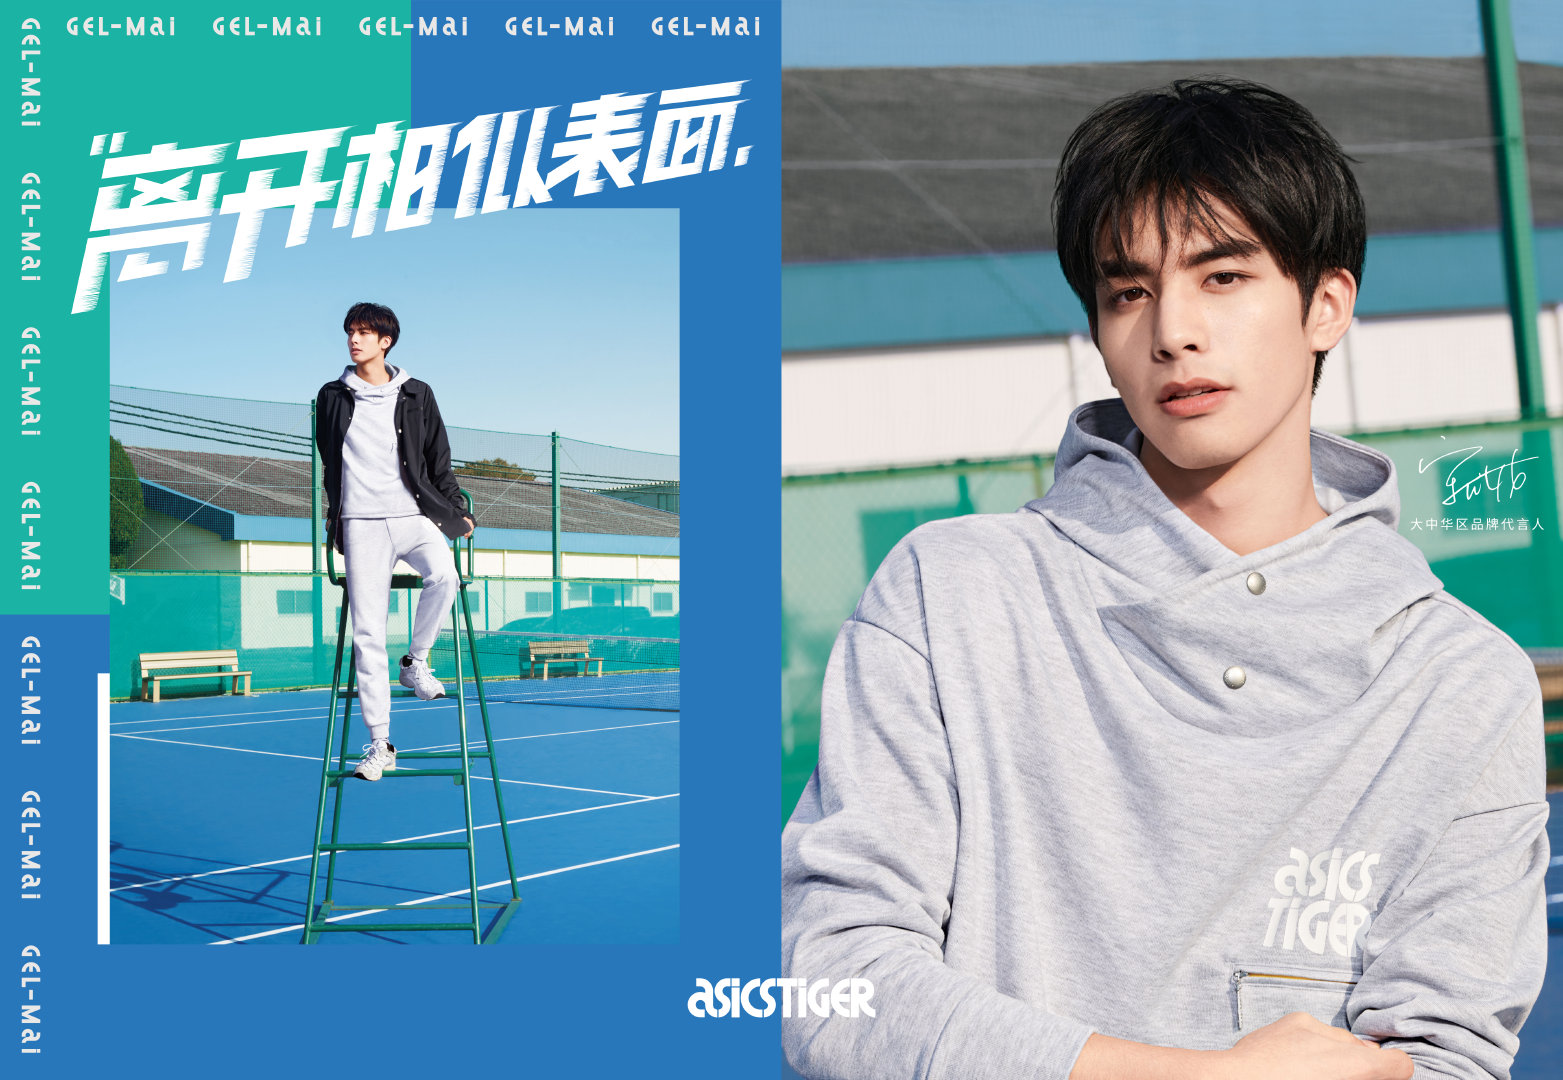 GEL-Mai GEL-Mai GEL-Mai GEL-Mai GEL-Mai
GEL-Mai GEL-Mai GEL-Mai GEL-Mai GEL-Mai GEL-Mai GEL-Mai
“离开相似表面.
大中华区品牌代言人
asics
TiGER
asicsTiGER